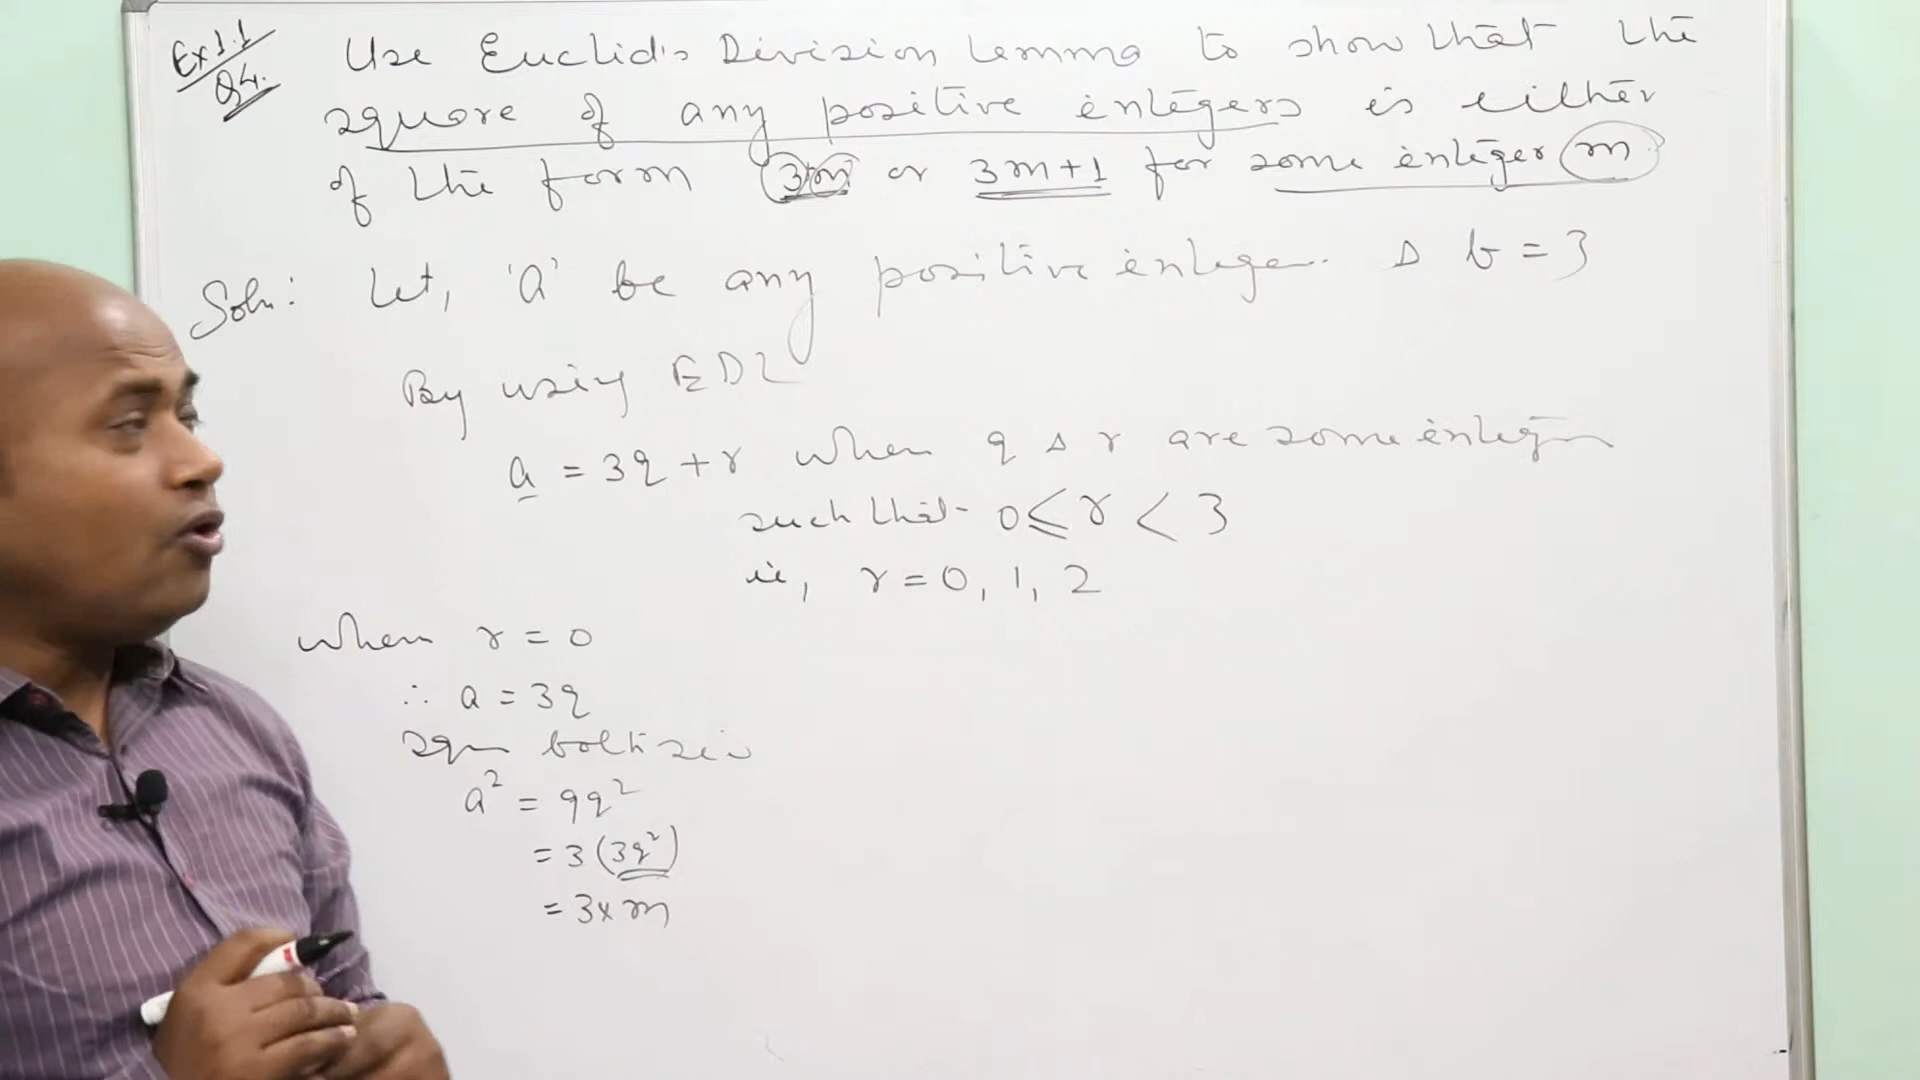 Ex 1.1
Q4.
Use Euclid's Division Lemma to show that the
square of any positive integers is either
of the form 3m or 3m+1 for some integer m
Soln: Let, 'a' be any positive integer. & b = 3
By using EDL
a = 3q + r when q & r are some integer
such that 0 ≤ r < 3
ie, r = 0, 1, 2
when r = 0
∴ a = 3q
squ both sie
a² = 9q²
= 3(3q²)
= 3 × m